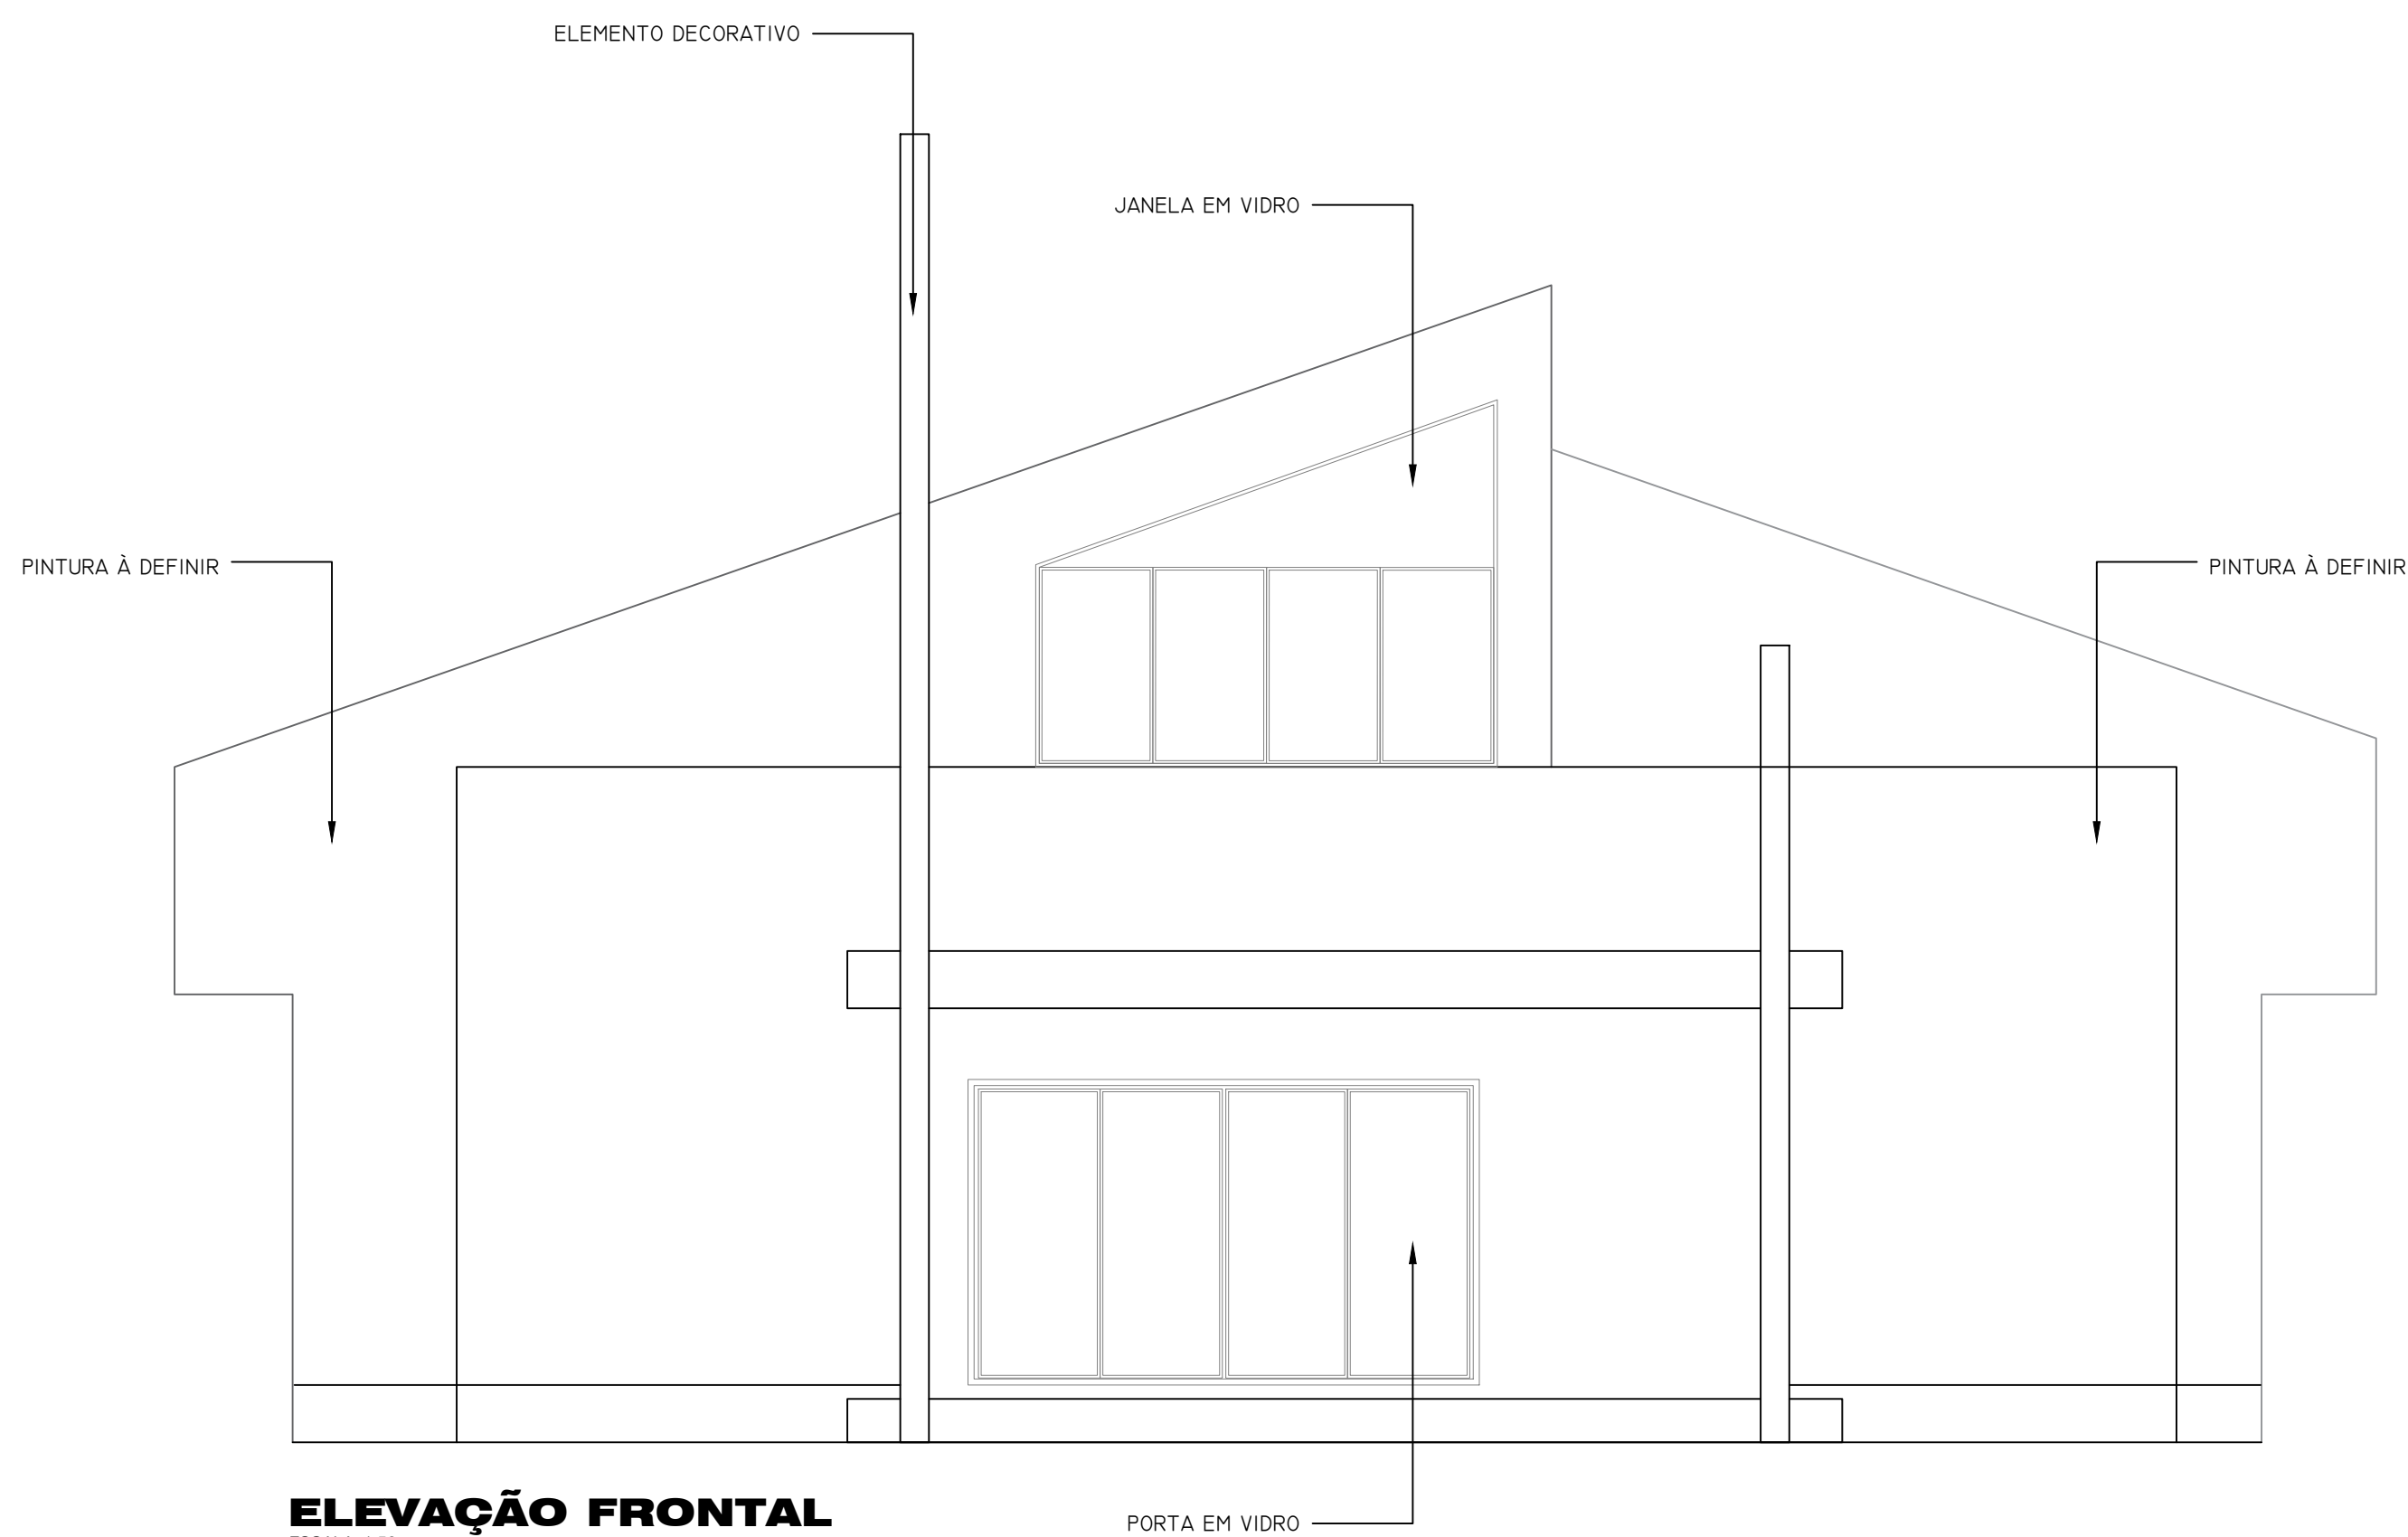 ELEMENTO DECORATIVO
JANELA EM VIDRO
PINTURA À DEFINIR
PINTURA À DEFINIR
ELEVAÇÃO FRONTAL
PORTA EM VIDRO